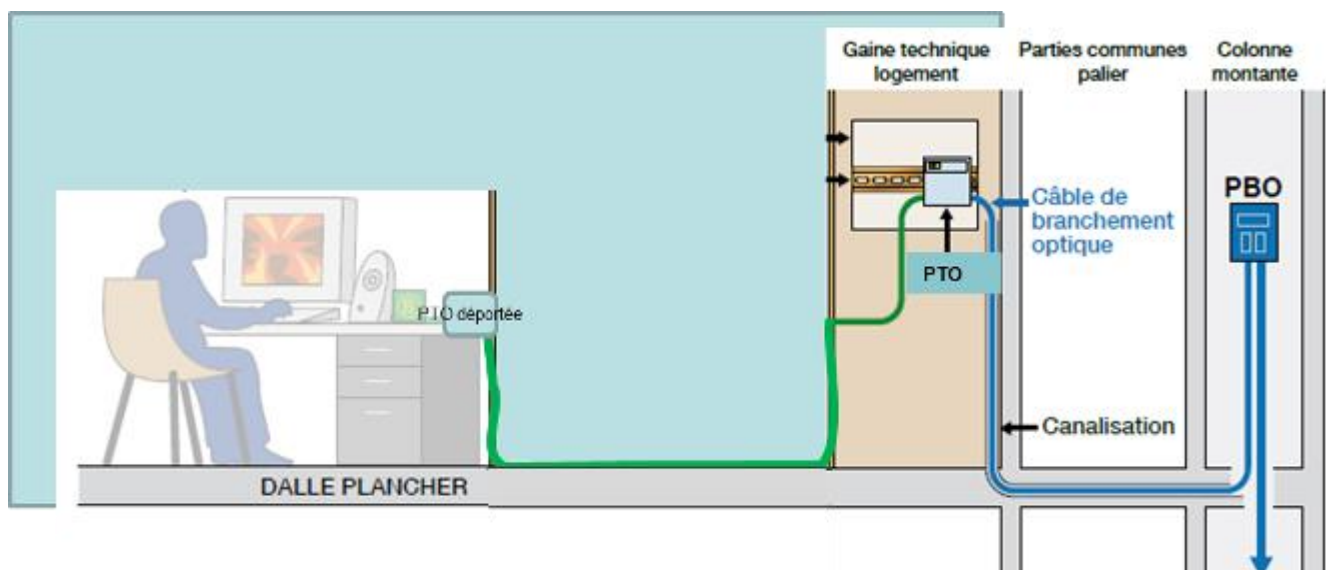 Gaine technique
logement
Parties communes
palier
Colonne
montante
PBO
Câble de
branchement
optique
PTO
PTO déportée
Canalisation
DALLE PLANCHER